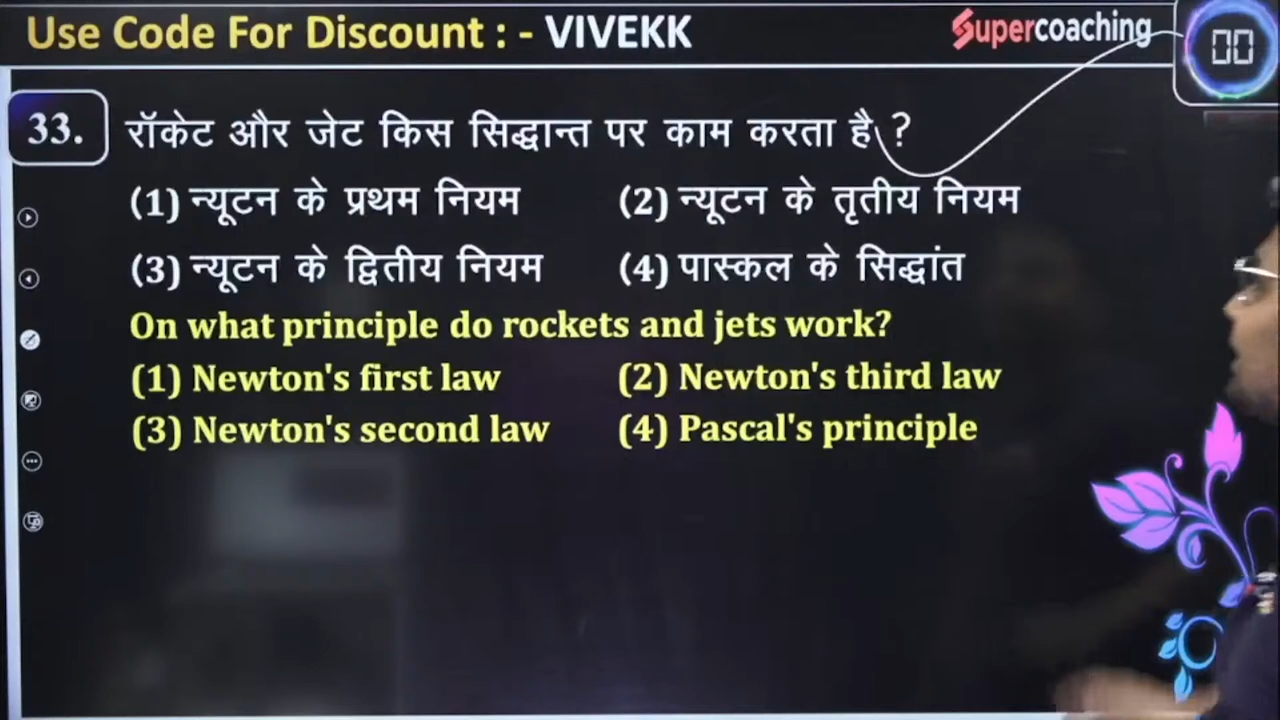 Use Code For Discount : - VIVEKK
Supercoaching
00
33. रॉकेट और जेट किस सिद्धान्त पर काम करता है ?
(1) न्यूटन के प्रथम नियम (2) न्यूटन के तृतीय नियम
(3) न्यूटन के द्वितीय नियम (4) पास्कल के सिद्धांत
On what principle do rockets and jets work?
(1) Newton's first law (2) Newton's third law
(3) Newton's second law (4) Pascal's principle